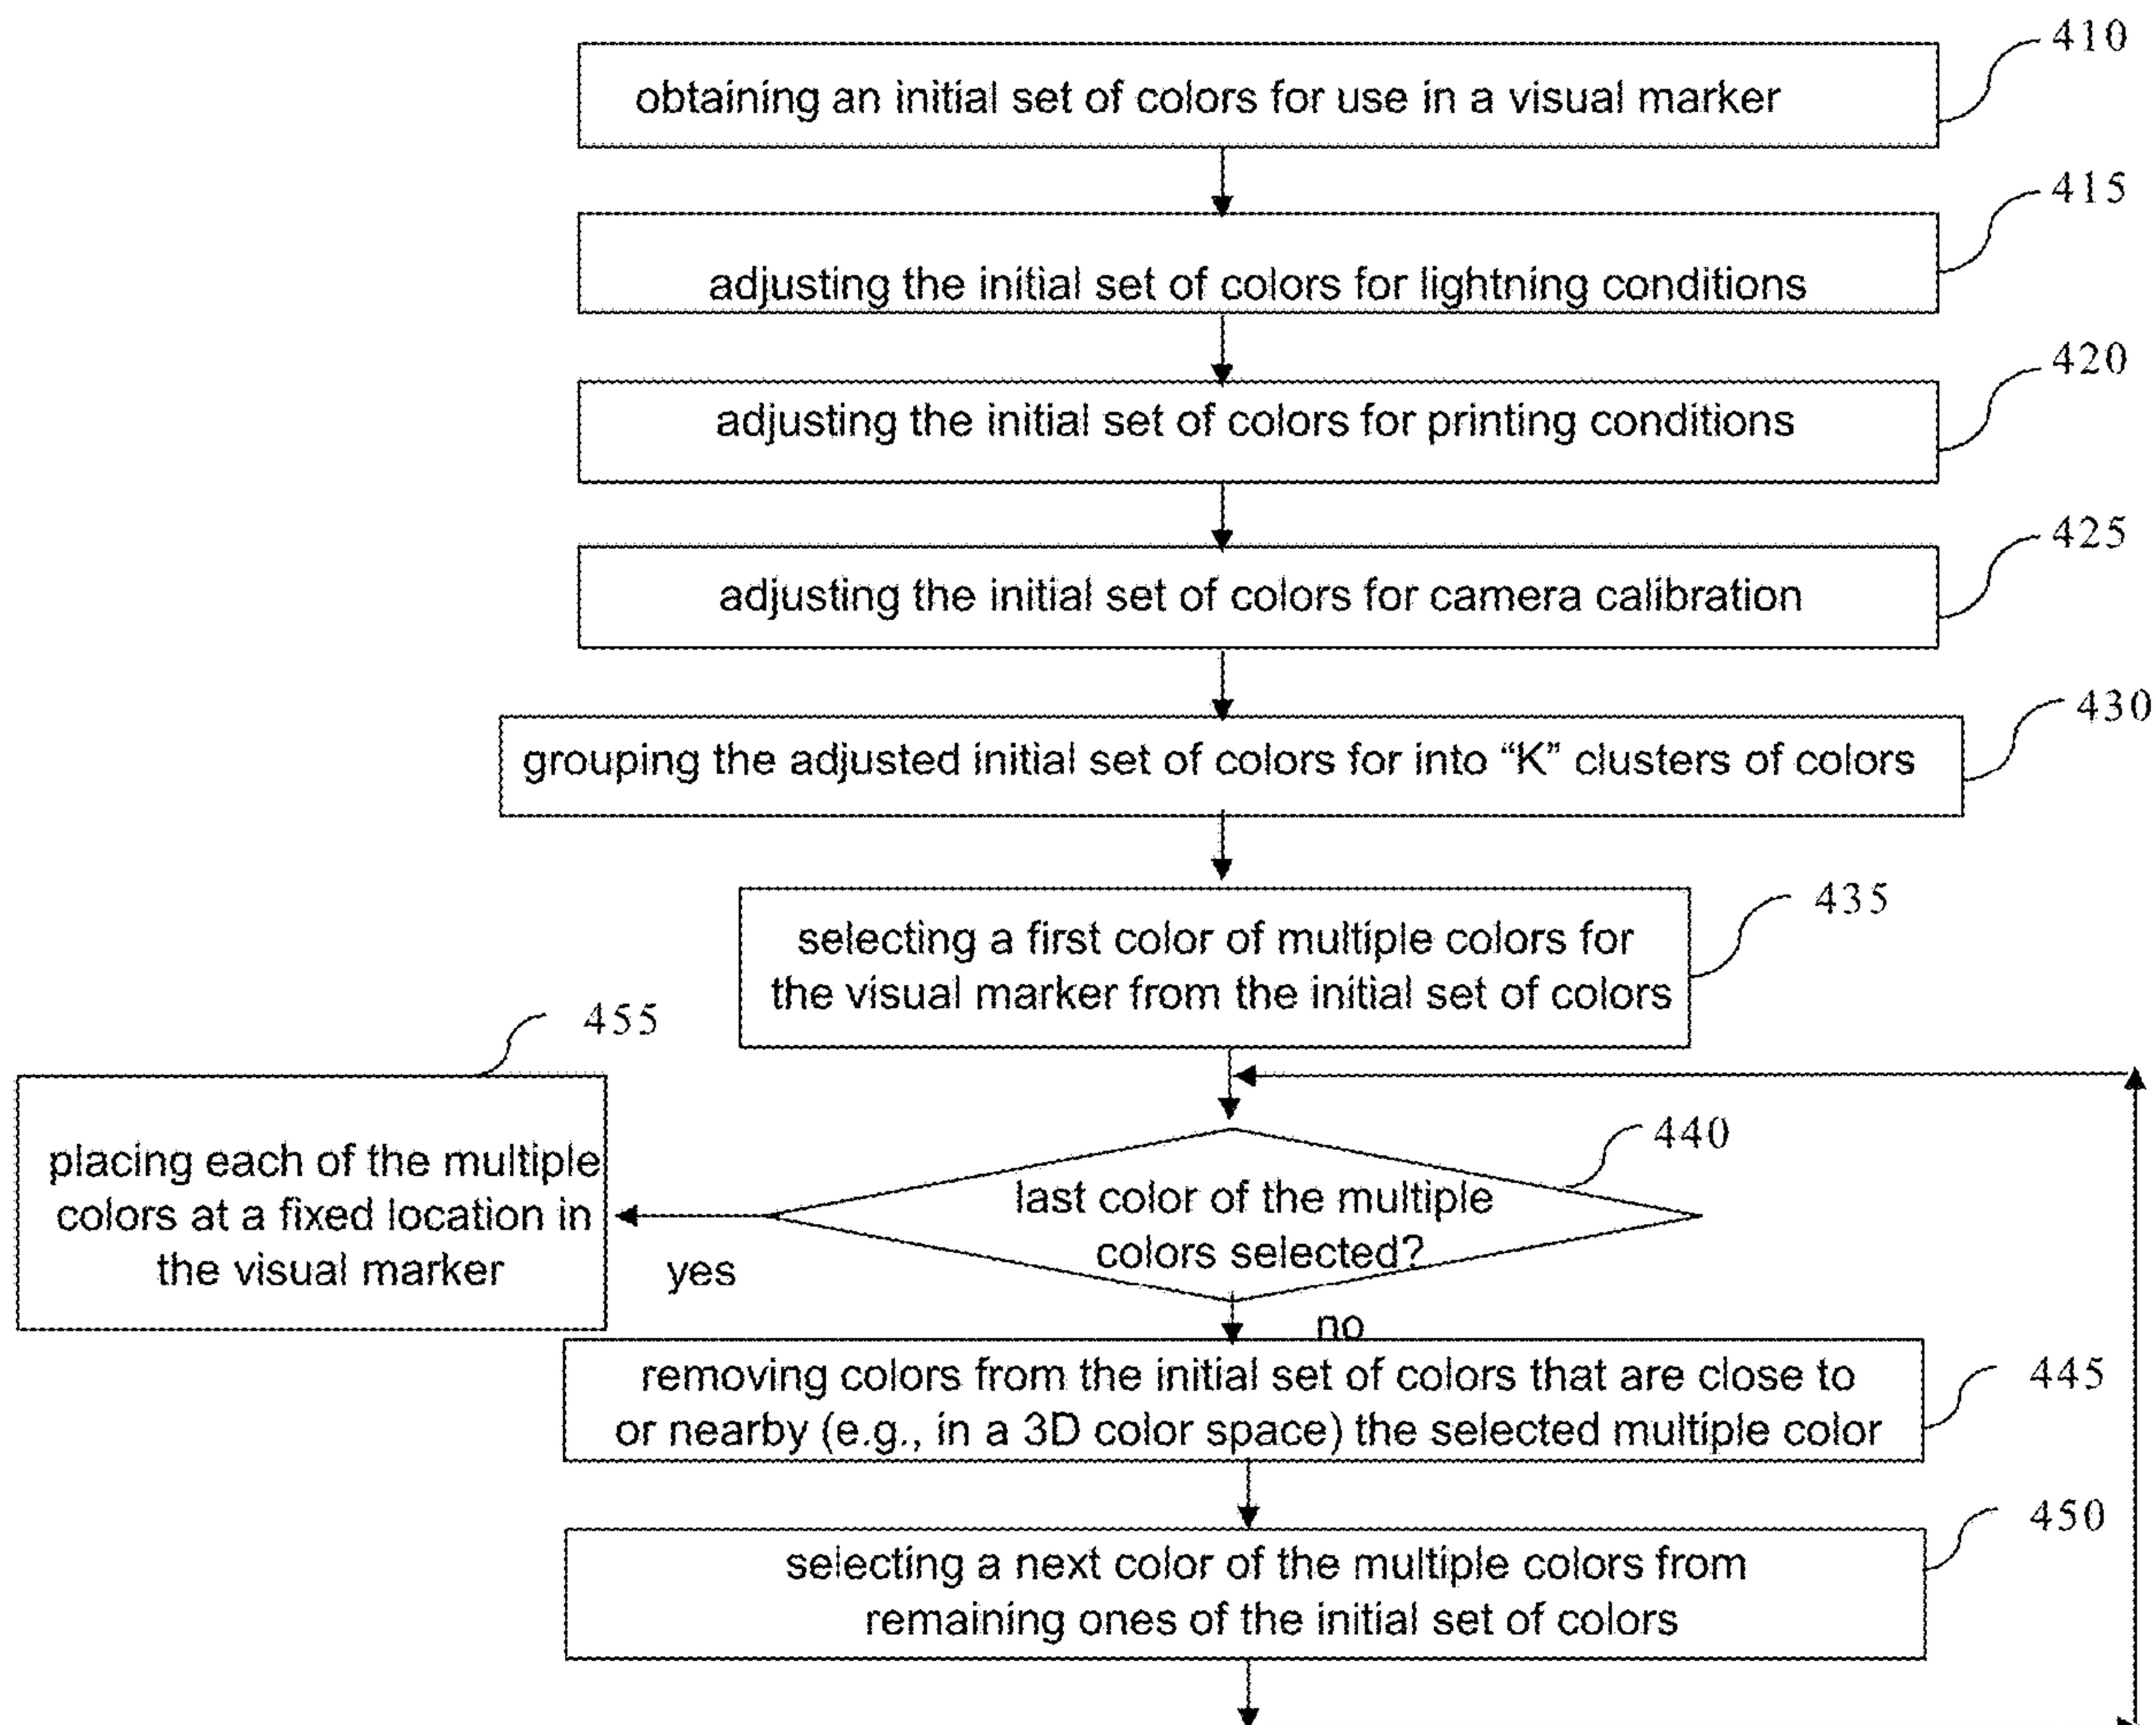 410
obtaining an initial set of colors for use in a visual marker
415
adjusting the initial set of colors for lightning conditions
420
adjusting the initial set of colors for printing conditions
425
adjusting the initial set of colors for camera calibration
430
grouping the adjusted initial set of colors for into “K” clusters of colors
435
selecting a first color of multiple colors for
the visual marker from the initial set of colors
455
placing each of the multiple
colors at a fixed location in
the visual marker
440
last color of the multiple
colors selected?
yes
no
removing colors from the initial set of colors that are close to
or nearby (e.g., in a 3D color space) the selected multiple color
445
450
selecting a next color of the multiple colors from
remaining ones of the initial set of colors